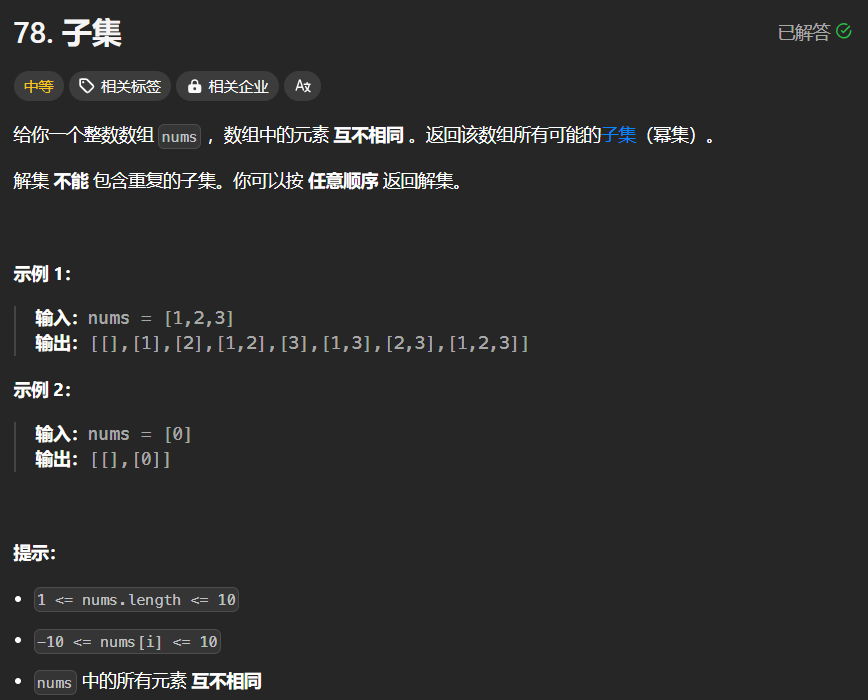 78. 子集
已解答
中等 相关标签 相关企业 Ax
给你一个整数数组 nums ，数组中的元素 互不相同 。返回该数组所有可能的子集（幂集）。
解集 不能 包含重复的子集。你可以按 任意顺序 返回解集。
示例 1：
输入：nums = [1,2,3]
输出：[[],[1],[2],[1,2],[3],[1,3],[2,3],[1,2,3]]
示例 2：
输入：nums = [0]
输出：[[],[0]]
提示：
1 <= nums.length <= 10
-10 <= nums[i] <= 10
nums 中的所有元素 互不相同